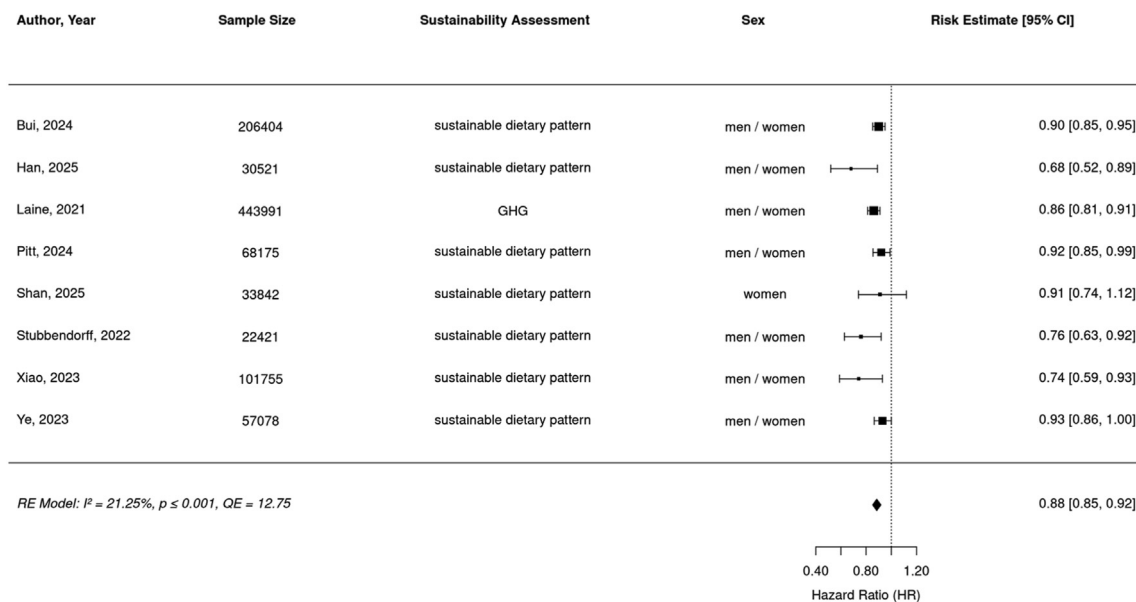 Author, Year Sample Size Sustainability Assessment Sex Risk Estimate [95% CI]
Bui, 2024 206404 sustainable dietary pattern men / women 0.90 [0.85, 0.95]
Han, 2025 30521 sustainable dietary pattern men / women 0.68 [0.52, 0.89]
Laine, 2021 443991 GHG men / women 0.86 [0.81, 0.91]
Pitt, 2024 68175 sustainable dietary pattern men / women 0.92 [0.85, 0.99]
Shan, 2025 33842 sustainable dietary pattern women 0.91 [0.74, 1.12]
Stubbendorff, 2022 22421 sustainable dietary pattern men / women 0.76 [0.63, 0.92]
Xiao, 2023 101755 sustainable dietary pattern men / women 0.74 [0.59, 0.93]
Ye, 2023 57078 sustainable dietary pattern men / women 0.93 [0.86, 1.00]
RE Model: I² = 21.25%, p ≤ 0.001, QE = 12.75 0.88 [0.85, 0.92]
0.40 0.80 1.20
Hazard Ratio (HR)